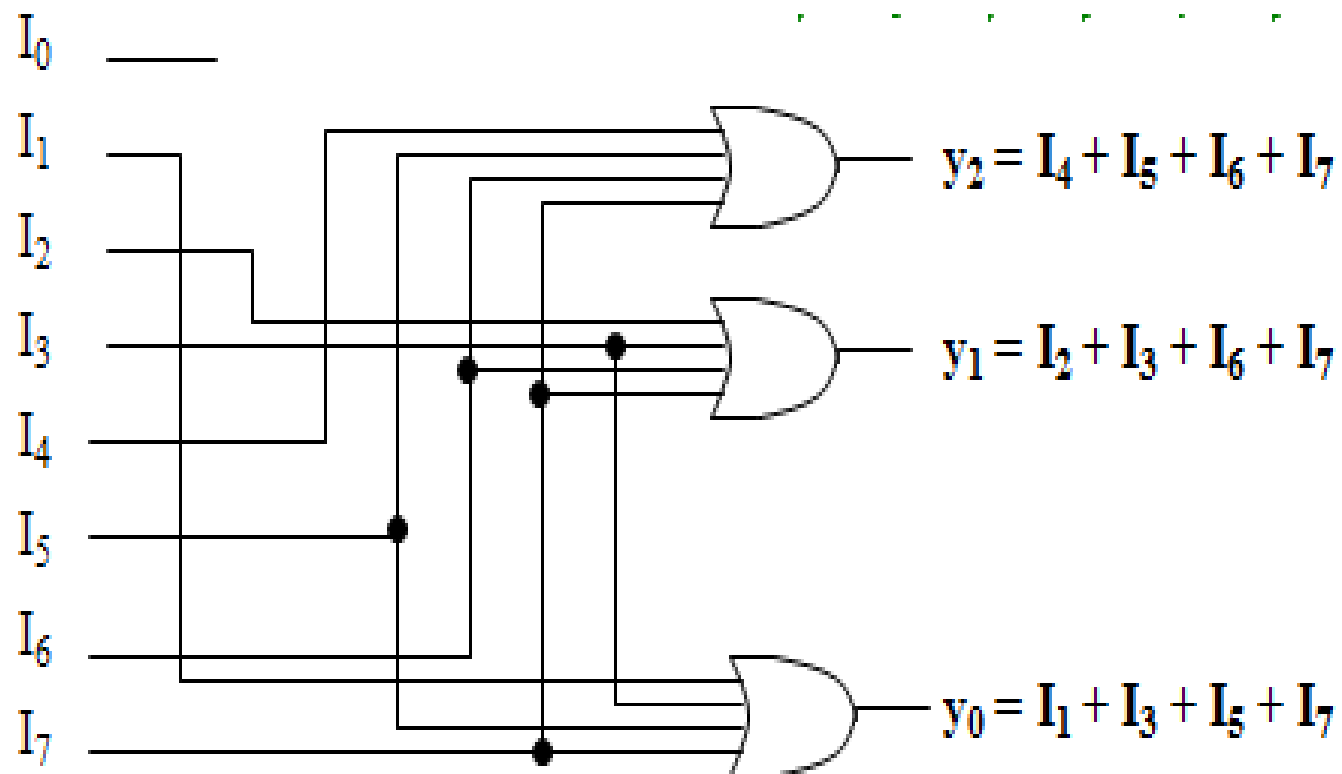 I₀
I₁
y₂ = I₄ + I₅ + I₆ + I₇
I₂
I₃
y₁ = I₂ + I₃ + I₆ + I₇
I₄
I₅
I₆
y₀ = I₁ + I₃ + I₅ + I₇
I₇